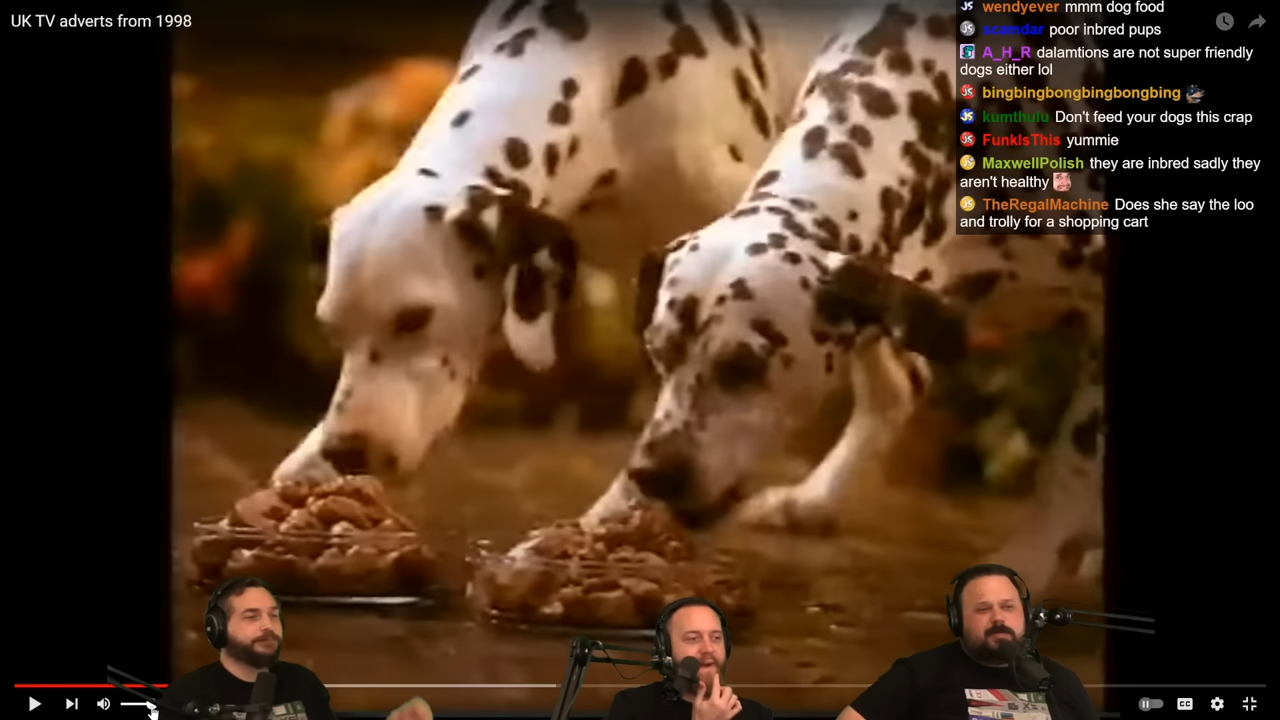 UK TV adverts from 1998
wendyever mmm dog food
scamdar poor inbred pups
A_H_R dalamtions are not super friendly
dogs either lol
bingbingbongbingbongbing
kumthulu Don't feed your dogs this crap
FunkIsThis yummie
MaxwellPolish they are inbred sadly they
aren't healthy
TheRegalMachine Does she say the loo
and trolly for a shopping cart
CC